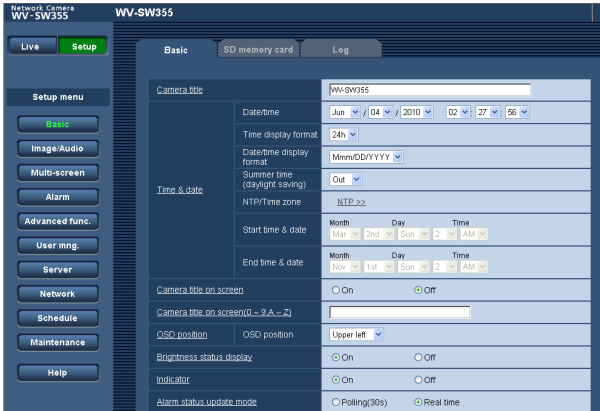 Network Camera
WV-SW355
WV-SW355
Live Setup
Basic SD memory card Log
Setup menu
Basic
Image/Audio
Multi-screen
Alarm
Advanced func.
User mng.
Server
Network
Schedule
Maintenance
Help
Camera title WV-SW355
Time & date
Date/time Jun / 04 / 2010 02 : 27 : 56
Time display format 24h
Date/time display
format Mmm/DD/YYYY
Summer time
(daylight saving) Out
NTP/Time zone NTP >>
Start time & date
Month Day Time
Mar 2nd Sun 2 AM
End time & date
Month Day Time
Nov 1st Sun 2 AM
Camera title on screen On Off
Camera title on screen(0 – 9,A – Z)
OSD position OSD position Upper left
Brightness status display On Off
Indicator On Off
Alarm status update
mode Polling(30s) Real time